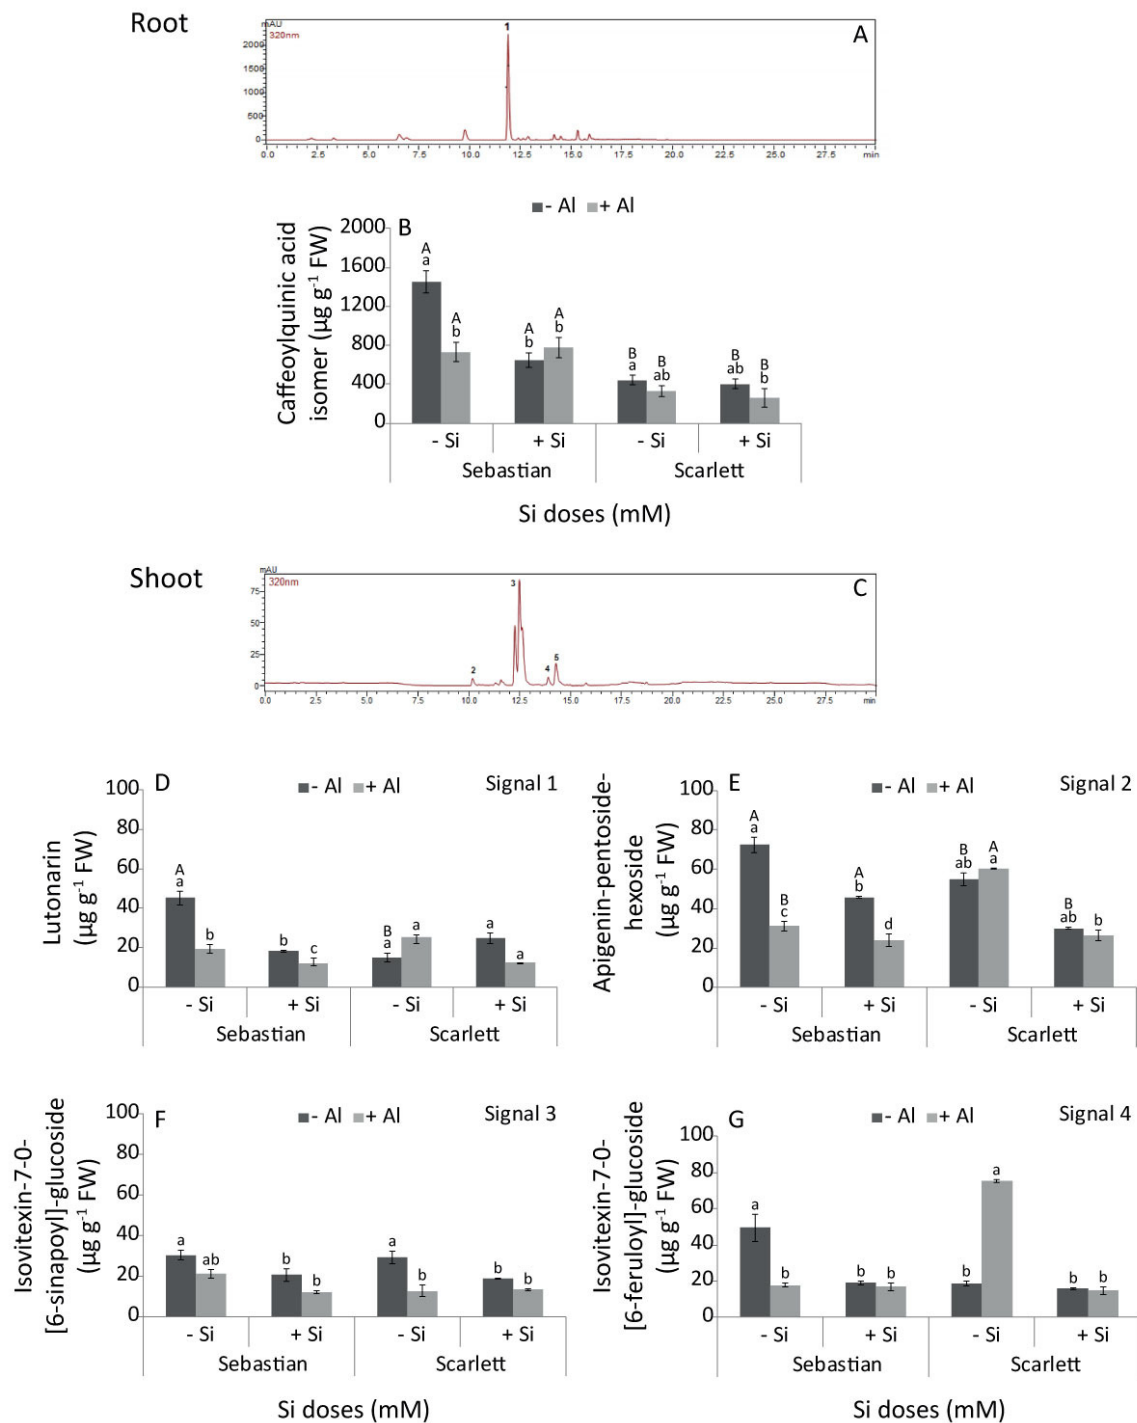 Root
mAU
320nm
1
A
2000
1500
1000
500
0
0.0 2.5 5.0 7.5 10.0 12.5 15.0 17.5 20.0 22.5 25.0 27.5 min
- Al + Al
B
Caffeoylquinic acid
isomer (µg g-1 FW)
2000
1600
1200
800
400
0
A
a
A
b
A
b
A
b
B
a
B
ab
B
ab
B
b
- Si + Si - Si + Si
Sebastian Scarlett
Si doses (mM)
Shoot
mAU
320nm
C
75
50
25
0
2 3 4 5
0.0 2.5 5.0 7.5 10.0 12.5 15.0 17.5 20.0 22.5 25.0 27.5 min
D
- Al + Al
Signal 1
Lutonarin
(µg g-1 FW)
100
80
60
40
20
0
A
a
b
b
c
B
a
a
a
a
- Si + Si - Si + Si
Sebastian Scarlett
E
- Al + Al
Signal 2
Apigenin-pentoside-
hexoside
(µg g-1 FW)
100
80
60
40
20
0
A
a
B
c
A
b
d
B
ab
A
a
B
ab
b
- Si + Si - Si + Si
Sebastian Scarlett
F
- Al + Al
Signal 3
Isovitexin-7-0-
[6-sinapoyl]-glucoside
(µg g-1 FW)
100
80
60
40
20
0
a
ab
b
b
a
b
b
b
- Si + Si - Si + Si
Sebastian Scarlett
Si doses (mM)
G
- Al + Al
Signal 4
Isovitexin-7-0-
[6-feruloyl]-glucoside
(µg g-1 FW)
100
80
60
40
20
0
a
b
b
b
b
a
b
b
- Si + Si - Si + Si
Sebastian Scarlett
Si doses (mM)